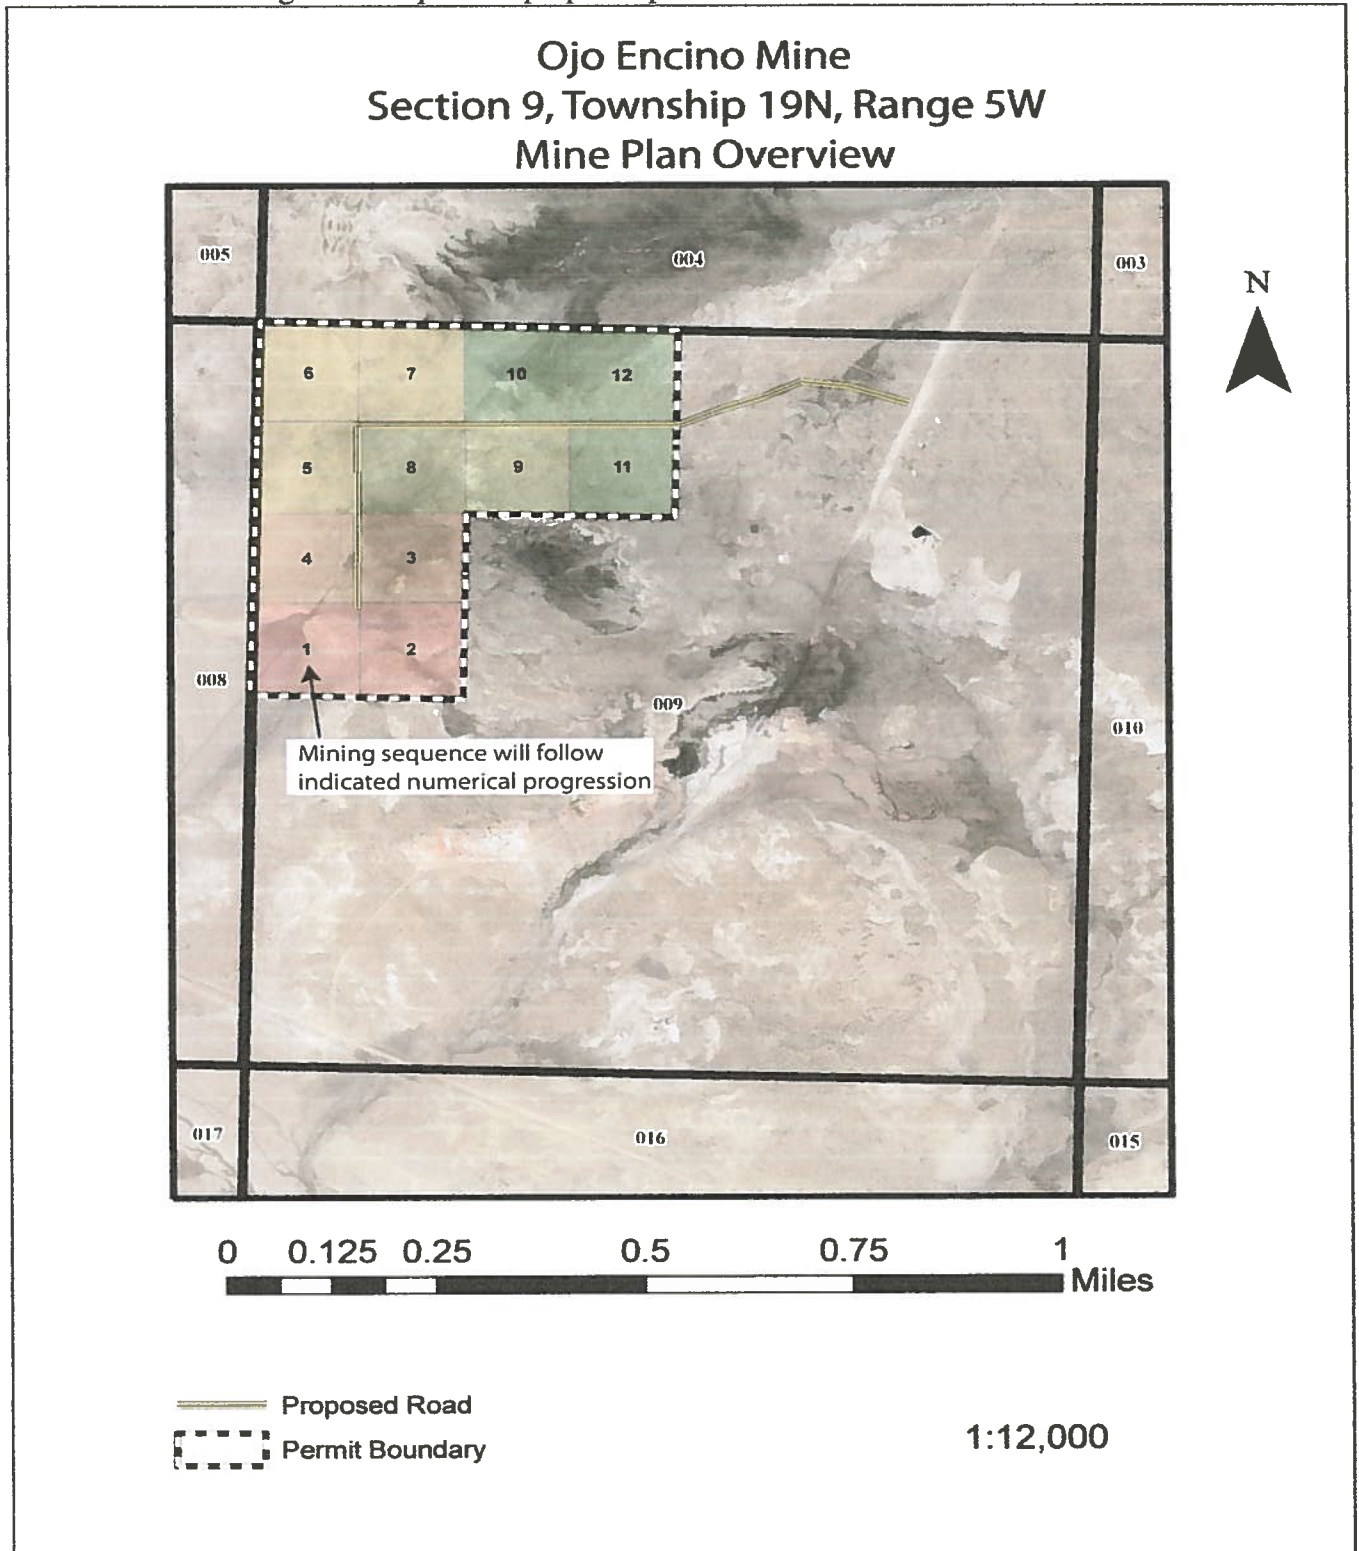 Ojo Encino Mine
Section 9, Township 19N, Range 5W
Mine Plan Overview
005
004
003
N
6
7
10
12
5
8
9
11
4
3
1
2
008
009
010
Mining sequence will follow
indicated numerical progression
017
016
015
0 0.125 0.25 0.5 0.75 1
Miles
Proposed Road
Permit Boundary
1:12,000